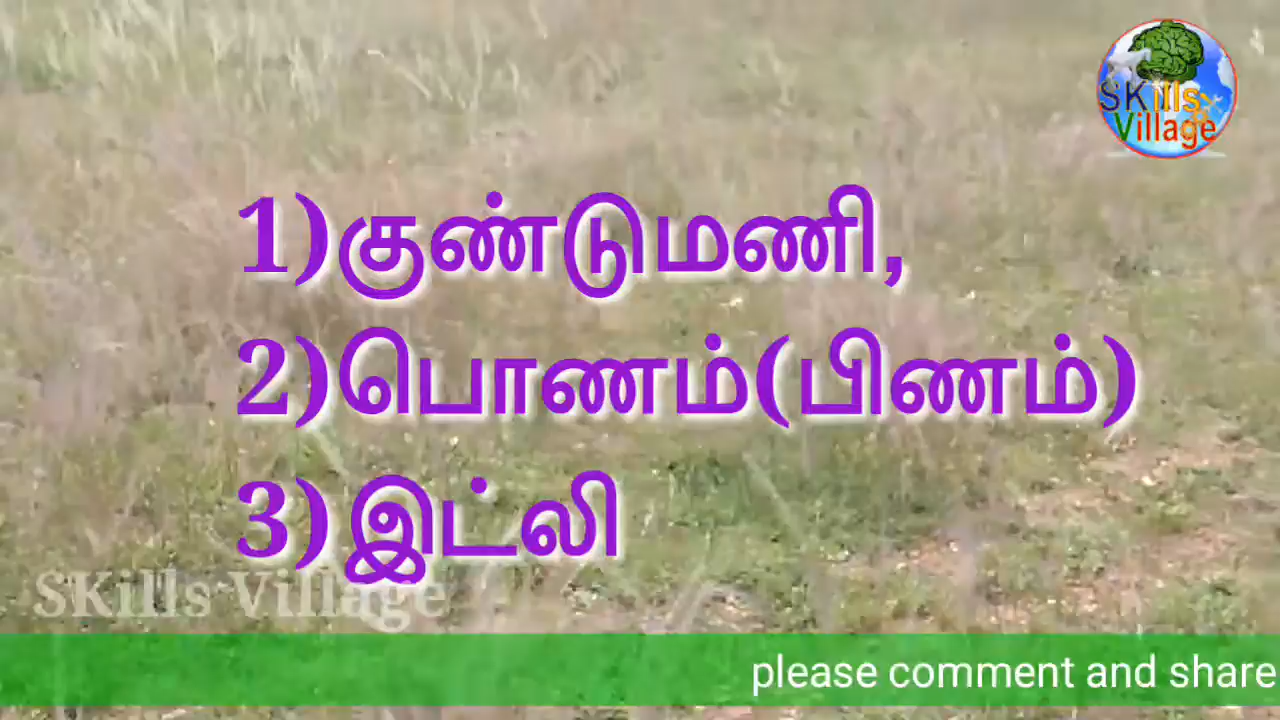 SKills
Village
1)குண்டுமணி,
2)பொணம்(பிணம்)
3)இட்லி
SKills Village
please comment and share